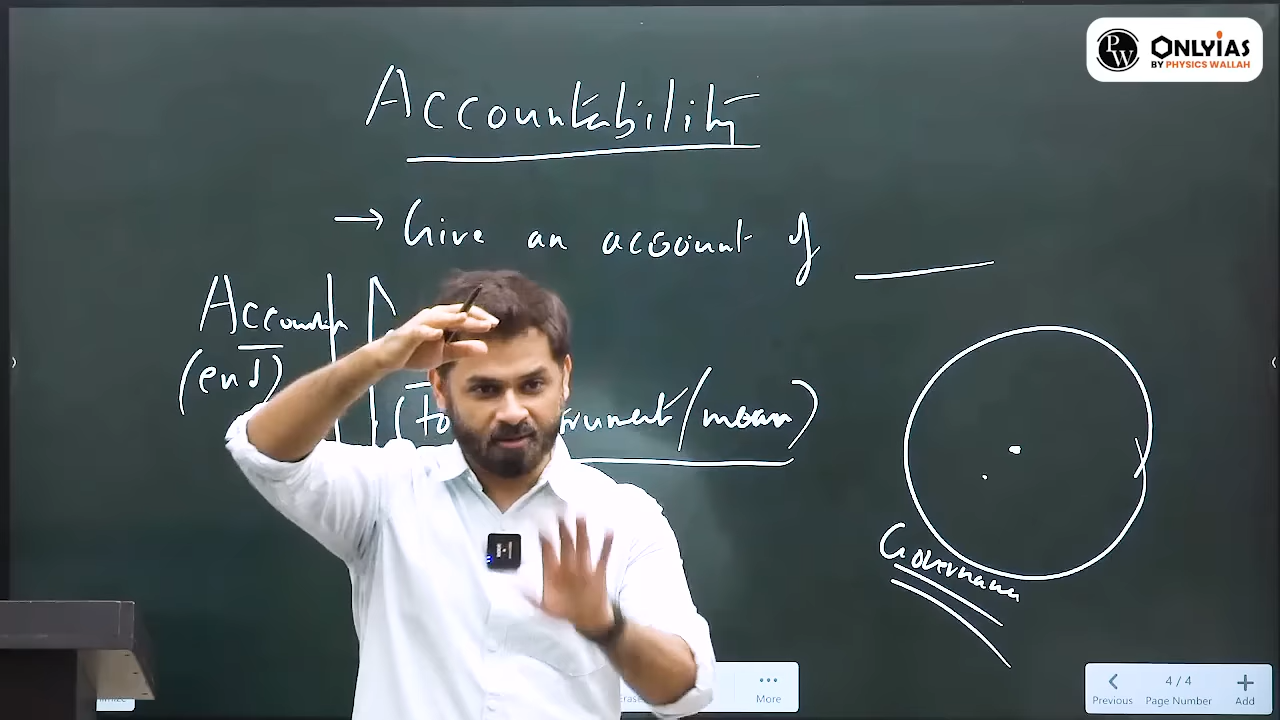 PW ONLYIAS
BY PHYSICS WALLAH
Accountability
→ Give an account of
(end)
/mean)
Governance
More
4/4
Previous
Page Number
Add